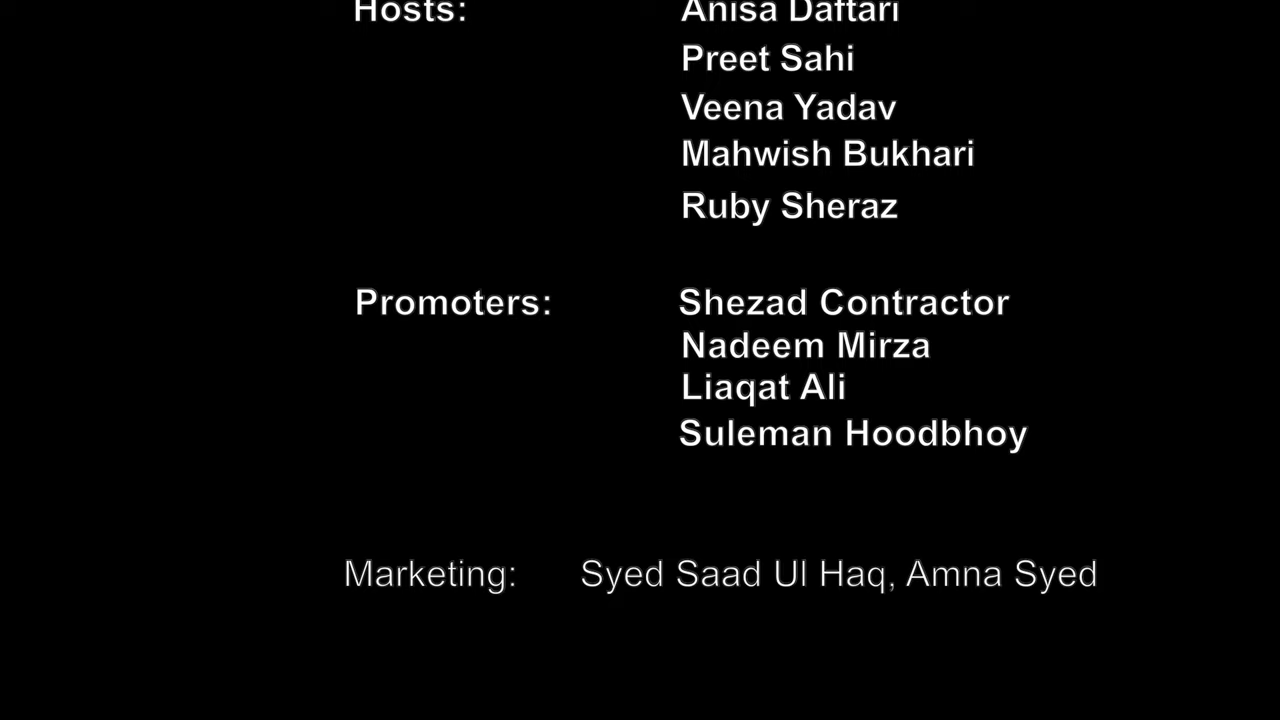 Hosts: Anisa Daftari
Preet Sahi
Veena Yadav
Mahwish Bukhari
Ruby Sheraz
Promoters: Shezad Contractor
Nadeem Mirza
Liaqat Ali
Suleman Hoodbhoy
Marketing: Syed Saad Ul Haq, Amna Syed